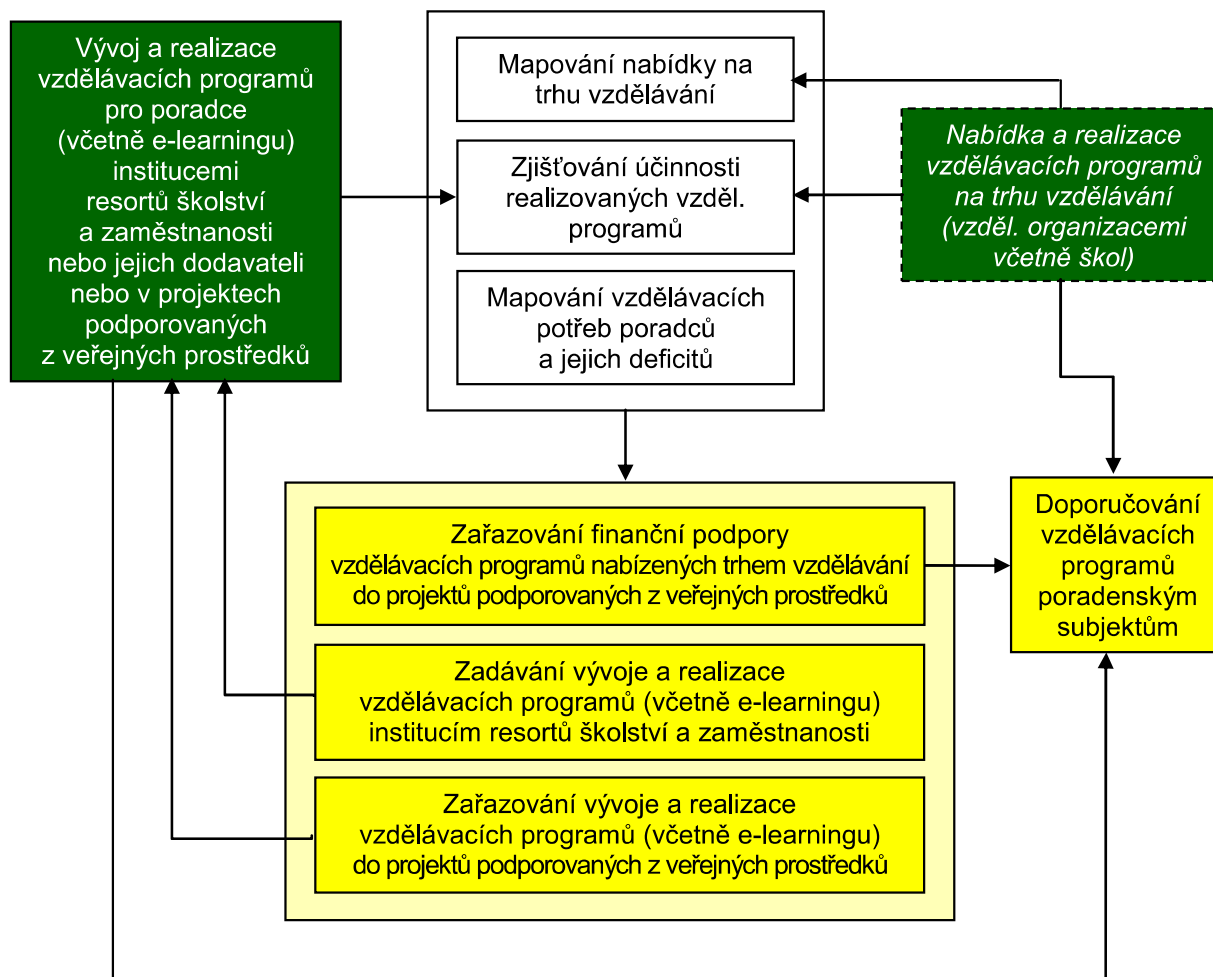 Vývoj a realizace
vzdělávacích programů
pro poradce
(včetně e-learningu)
institucemi
resortů školství
a zaměstnanosti
nebo jejich dodavateli
nebo v projektech
podporovaných
z veřejných prostředků
Mapování nabídky na
trhu vzdělávání
Zjišťování účinnosti
realizovaných vzděl.
programů
Mapování vzdělávacích
potřeb poradců
a jejich deficitů
Nabídka a realizace
vzdělávacích programů
na trhu vzdělávání
(vzděl. organizacemi
včetně škol)
Zařazování finanční podpory
vzdělávacích programů nabízených trhem vzdělávání
do projektů podporovaných z veřejných prostředků
Zadávání vývoje a realizace
vzdělávacích programů (včetně e-learningu)
institucím resortů školství a zaměstnanosti
Zařazování vývoje a realizace
vzdělávacích programů (včetně e-learningu)
do projektů podporovaných z veřejných prostředků
Doporučování
vzdělávacích
programů
poradenským
subjektům